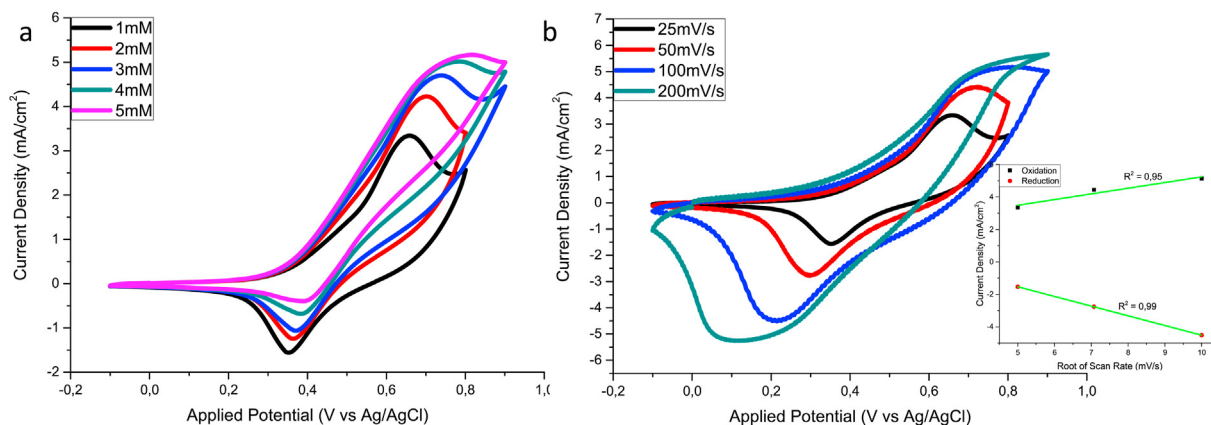 a
1mM
2mM
3mM
4mM
5mM
6
5
4
3
2
1
0
-1
-2
-0,2
0,0
0,2
0,4
0,6
0,8
1,0
Current Density (mA/cm²)
Applied Potential (V vs Ag/AgCl)
b
25mV/s
50mV/s
100mV/s
200mV/s
7
6
5
4
3
2
1
0
-1
-2
-3
-4
-5
-6
-0,2
0,0
0,2
0,4
0,6
0,8
1,0
Current Density (mA/cm²)
Applied Potential (V vs Ag/AgCl)
Oxidation
Reduction
R² = 0,95
R² = 0,99
4
2
0
-2
-4
5
6
7
8
9
10
Current Density (mA/cm²)
Root of Scan Rate (mV/s)